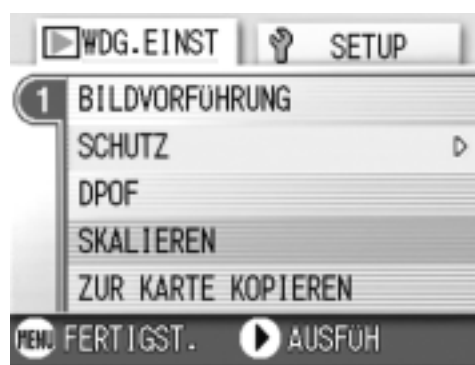 WDG.EINST SETUP
1 BILDVORFÜHRUNG
SCHUTZ
DPOF
SKALIEREN
ZUR KARTE KOPIEREN
MENU FERTIGST. AUSFÜH